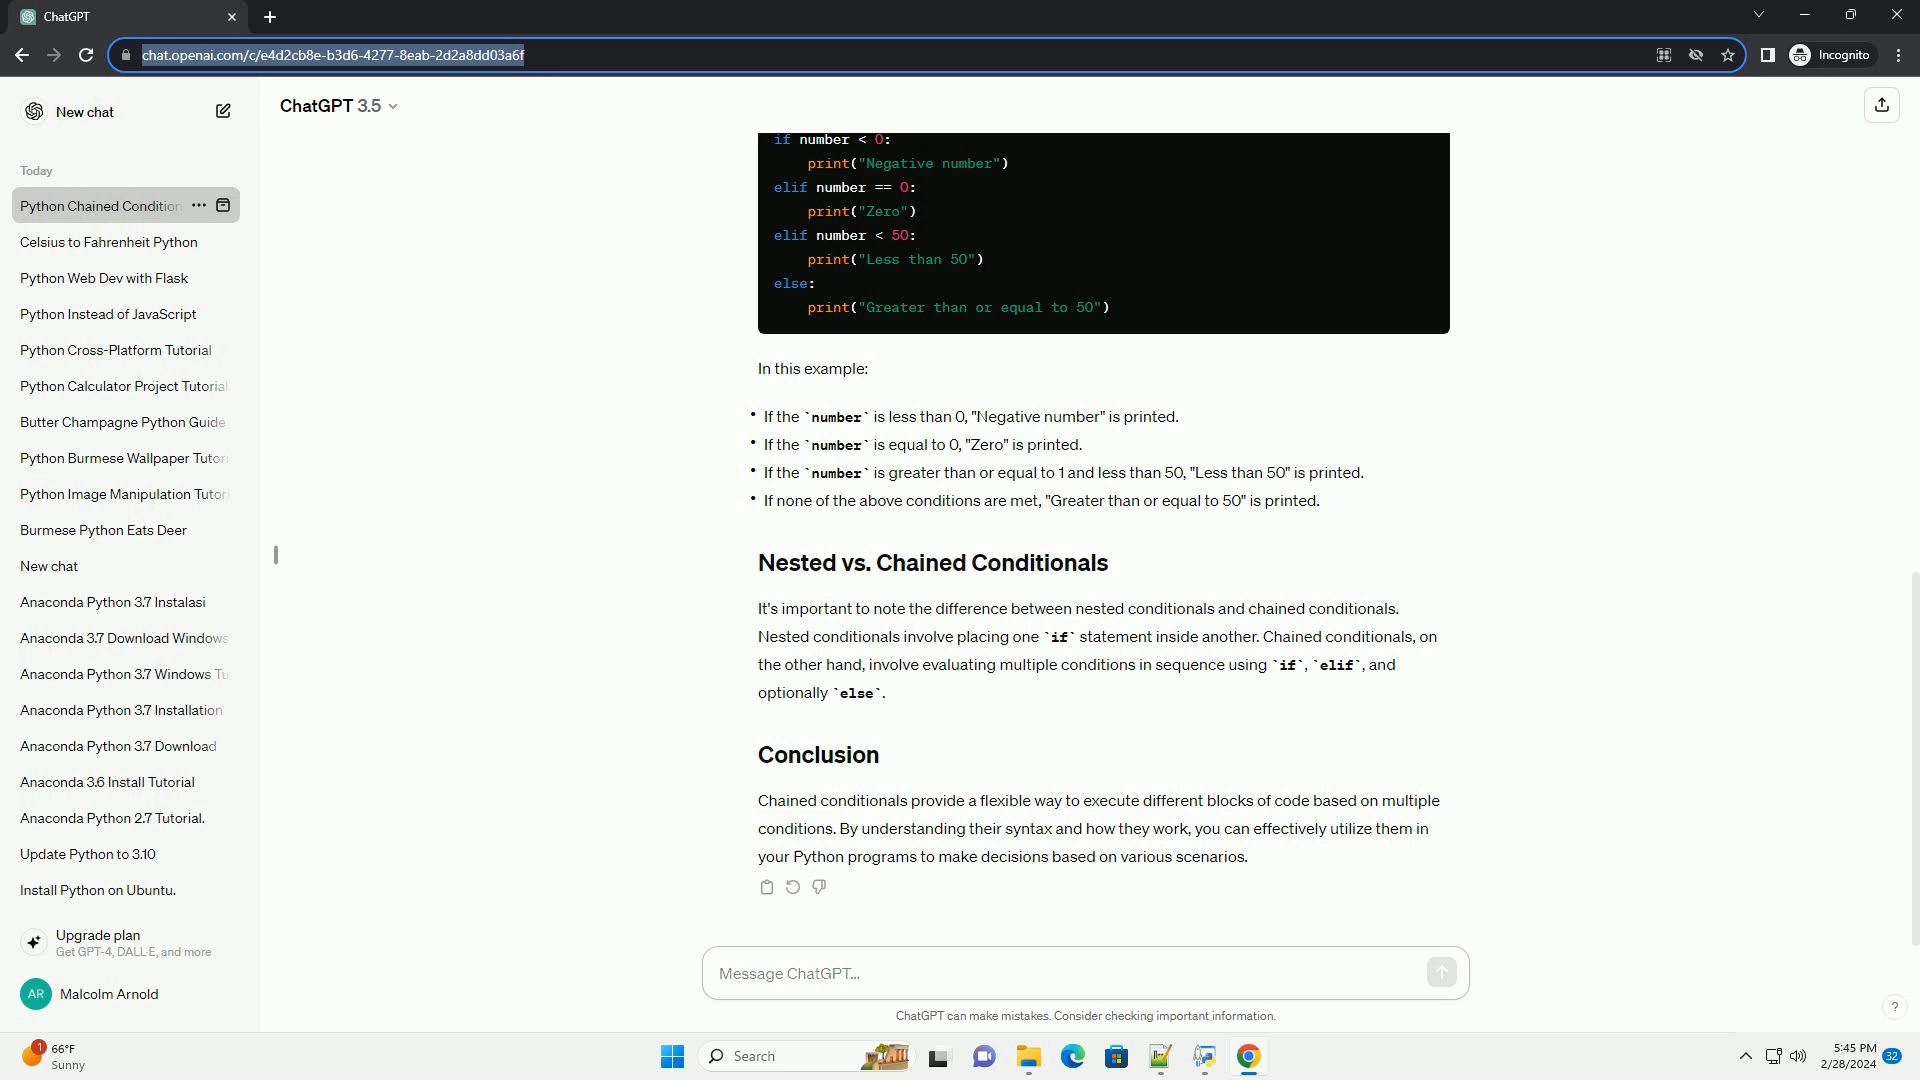 ChatGPT
chat.openai.com/c/e4d2cb8e-b3d6-4277-8eab-2d2a8dd03a6f
Incognito
New chat
Today
Python Chained Condition
Celsius to Fahrenheit Python
Python Web Dev with Flask
Python Instead of JavaScript
Python Cross-Platform Tutorial
Python Calculator Project Tutorial
Butter Champagne Python Guide
Python Burmese Wallpaper Tutori
Python Image Manipulation Tutor
Burmese Python Eats Deer
New chat
Anaconda Python 3.7 Instalasi
Anaconda 3.7 Download Windows
Anaconda Python 3.7 Windows Tu
Anaconda Python 3.7 Installation
Anaconda Python 3.7 Download
Anaconda 3.6 Install Tutorial
Anaconda Python 2.7 Tutorial.
Update Python to 3.10
Install Python on Ubuntu.
Upgrade plan
Get GPT-4, DALL·E, and more
AR Malcolm Arnold
ChatGPT 3.5
if number < 0:
print("Negative number")
elif number == 0:
print("Zero")
elif number < 50:
print("Less than 50")
else:
print("Greater than or equal to 50")
In this example:
• If the `number` is less than 0, "Negative number" is printed.
• If the `number` is equal to 0, "Zero" is printed.
• If the `number` is greater than or equal to 1 and less than 50, "Less than 50" is printed.
• If none of the above conditions are met, "Greater than or equal to 50" is printed.
Nested vs. Chained Conditionals
It's important to note the difference between nested conditionals and chained conditionals.
Nested conditionals involve placing one `if` statement inside another. Chained conditionals, on
the other hand, involve evaluating multiple conditions in sequence using `if`, `elif`, and
optionally `else`.
Conclusion
Chained conditionals provide a flexible way to execute different blocks of code based on multiple
conditions. By understanding their syntax and how they work, you can effectively utilize them in
your Python programs to make decisions based on various scenarios.
Message ChatGPT...
ChatGPT can make mistakes. Consider checking important information.
?
1
66°F
Sunny
Search
5:45 PM
2/28/2024
32